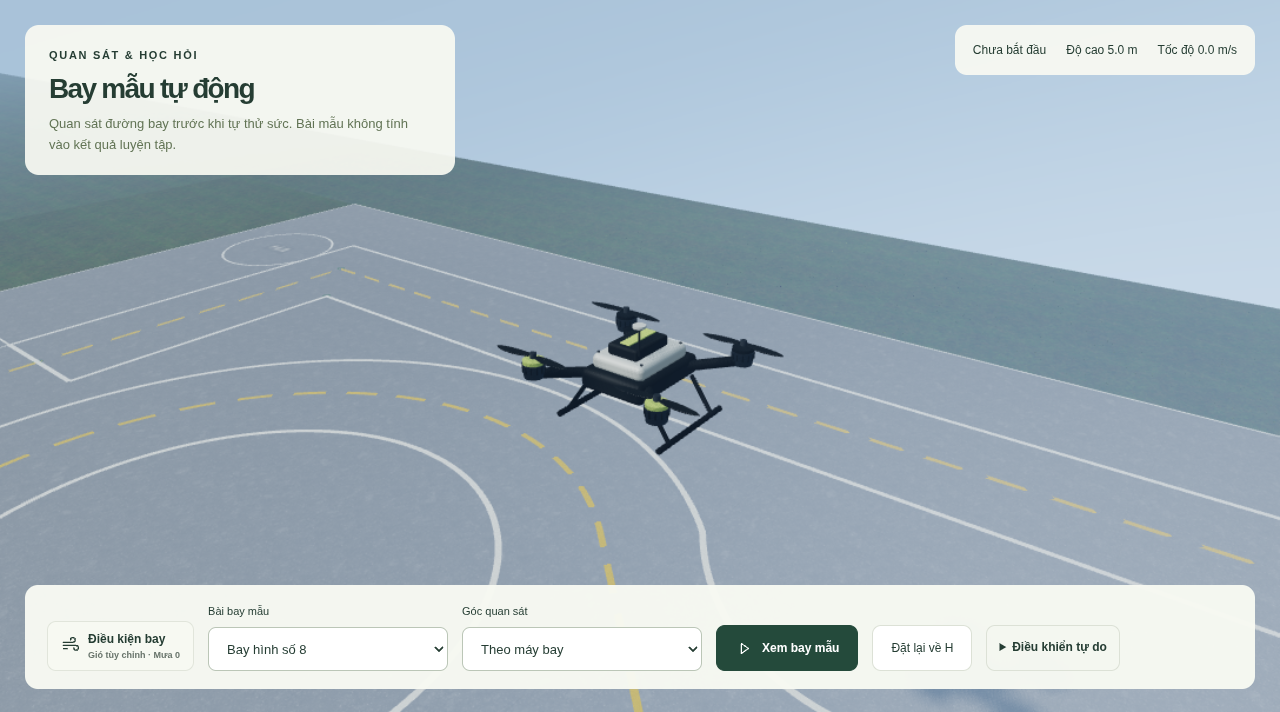 QUAN SÁT & HỌC HỎI
Bay mẫu tự động
Quan sát đường bay trước khi tự thử sức. Bài mẫu không tính
vào kết quả luyện tập.
Chưa bắt đầu Độ cao 5.0 m Tốc độ 0.0 m/s
Bài bay mẫu
Góc quan sát
Điều kiện bay
Gió tùy chỉnh · Mưa 0
Bay hình số 8
Theo máy bay
Xem bay mẫu
Đặt lại về H
Điều khiển tự do